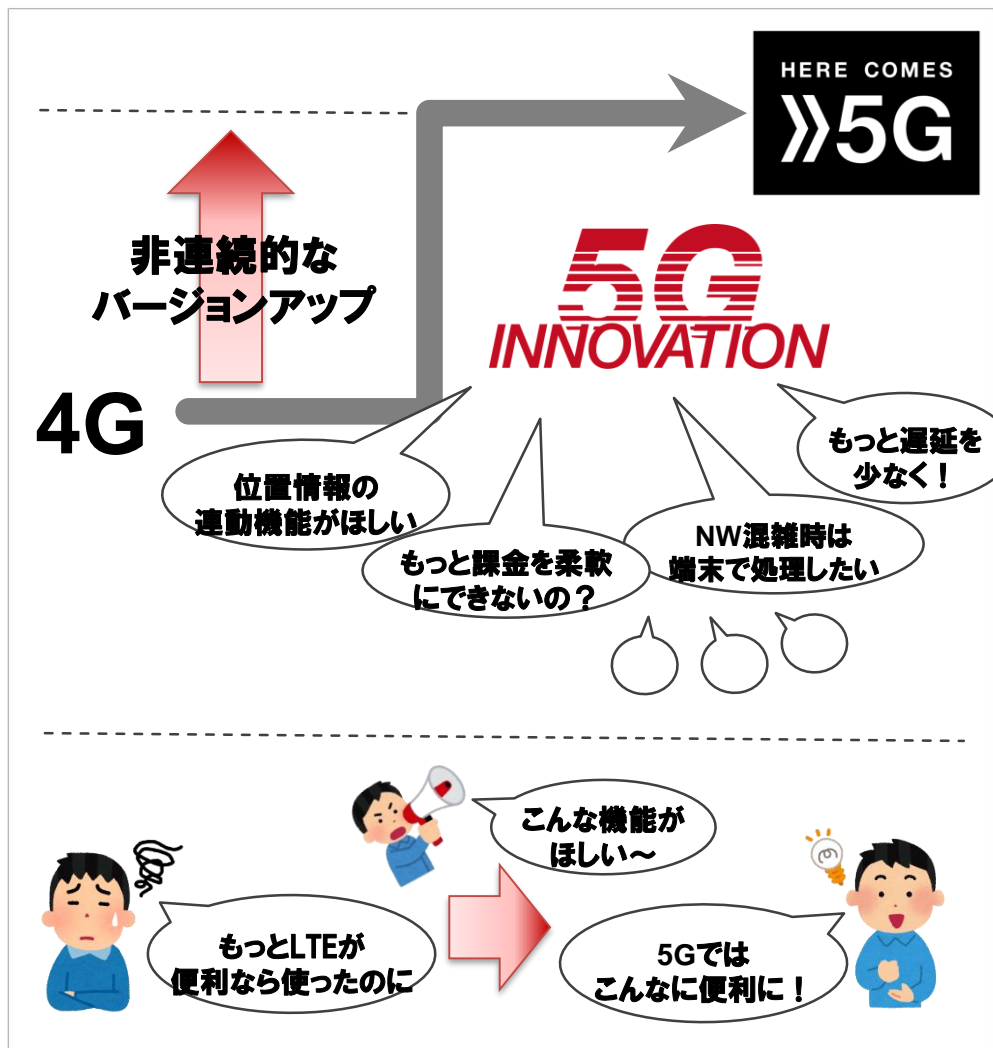 HERE COMES
5G
非連続的な
バージョンアップ
5G
INNOVATION
4G
もっと遅延を
少なく！
位置情報の
連動機能がほしい
NW混雑時は
端末で処理したい
もっと課金を柔軟
にできないの？
こんな機能が
ほしい～
もっとLTEが
便利なら使ったのに
5Gでは
こんなに便利に！